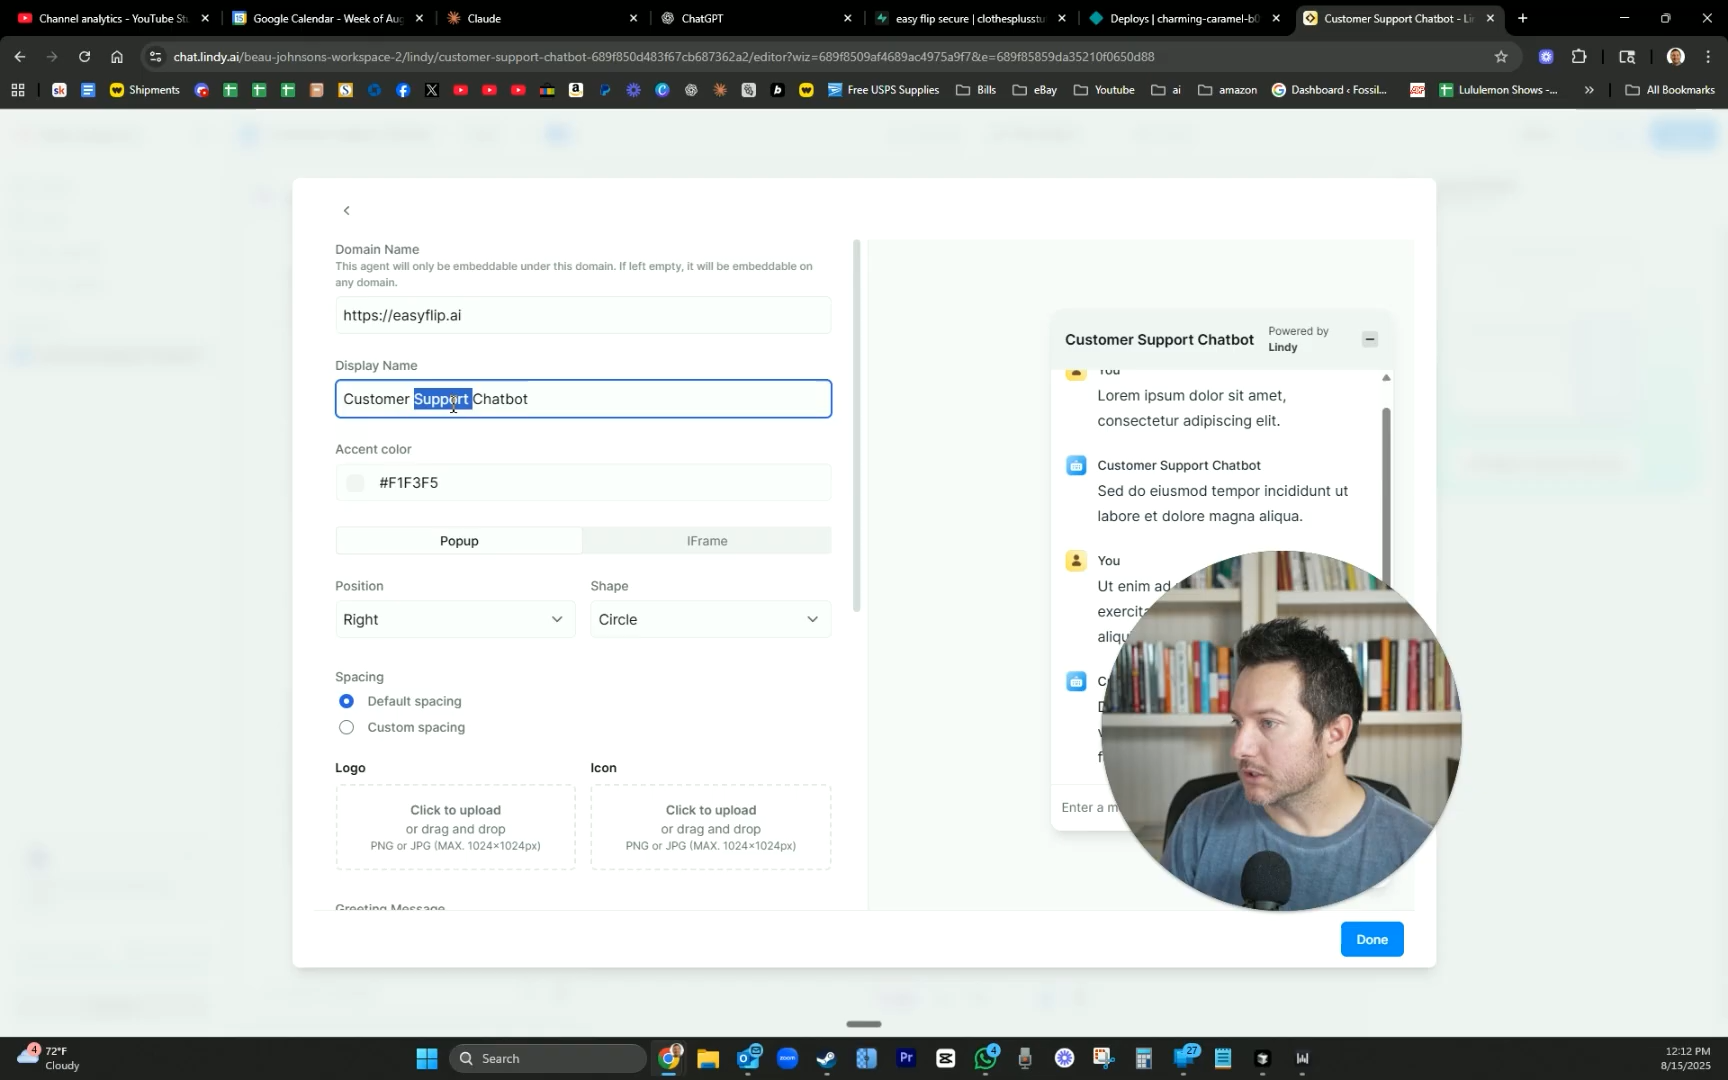 Channel analytics - YouTube St
Google Calendar - Week of Aug
Claude
ChatGPT
easy flip secure | clothesplusstu
Deploys | charming-caramel-b0
Customer Support Chatbot - Li
chat.lindy.ai/beau-johnsons-workspace-2/lindy/customer-support-chatbot-689f850d483f67cb687362a2/editor?wiz=689f8509af4689ac4975a9f7&e=689f85859da35210f0650d88
Shipments
Free USPS Supplies
Bills
eBay
Youtube
ai
amazon
Dashboard ‹ Fossil...
Lululemon Shows -...
All Bookmarks
Domain Name
This agent will only be embeddable under this domain. If left empty, it will be embeddable on
any domain.
https://easyflip.ai
Display Name
Customer Support Chatbot
Accent color
#F1F3F5
Popup
IFrame
Position
Shape
Right
Circle
Spacing
Default spacing
Custom spacing
Logo
Icon
Click to upload
or drag and drop
PNG or JPG (MAX. 1024×1024px)
Click to upload
or drag and drop
PNG or JPG (MAX. 1024×1024px)
Greeting Message
Customer Support Chatbot
Powered by
Lindy
You
Lorem ipsum dolor sit amet,
consectetur adipiscing elit.
Customer Support Chatbot
Sed do eiusmod tempor incididunt ut
labore et dolore magna aliqua.
You
Ut enim ad
Enter a m
Done
4
72°F
Cloudy
Search
4
27
12:12 PM
8/15/2025